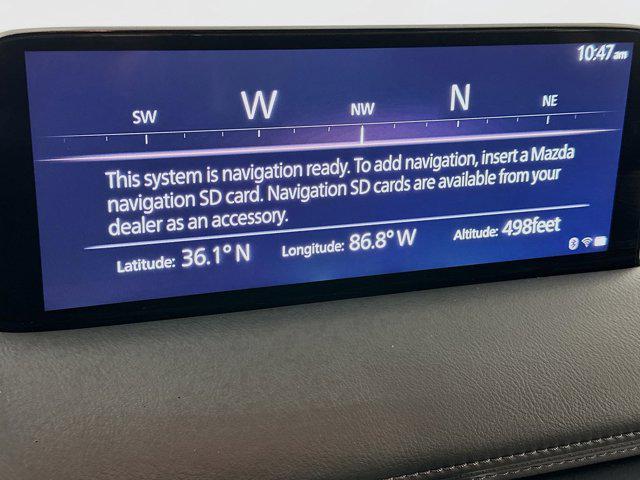 10:47am
SW W NW N NE
This system is navigation ready. To add navigation, insert a Mazda
navigation SD card. Navigation SD cards are available from your
dealer as an accessory.
Latitude: 36.1° N Longitude: 86.8° W Altitude: 498feet